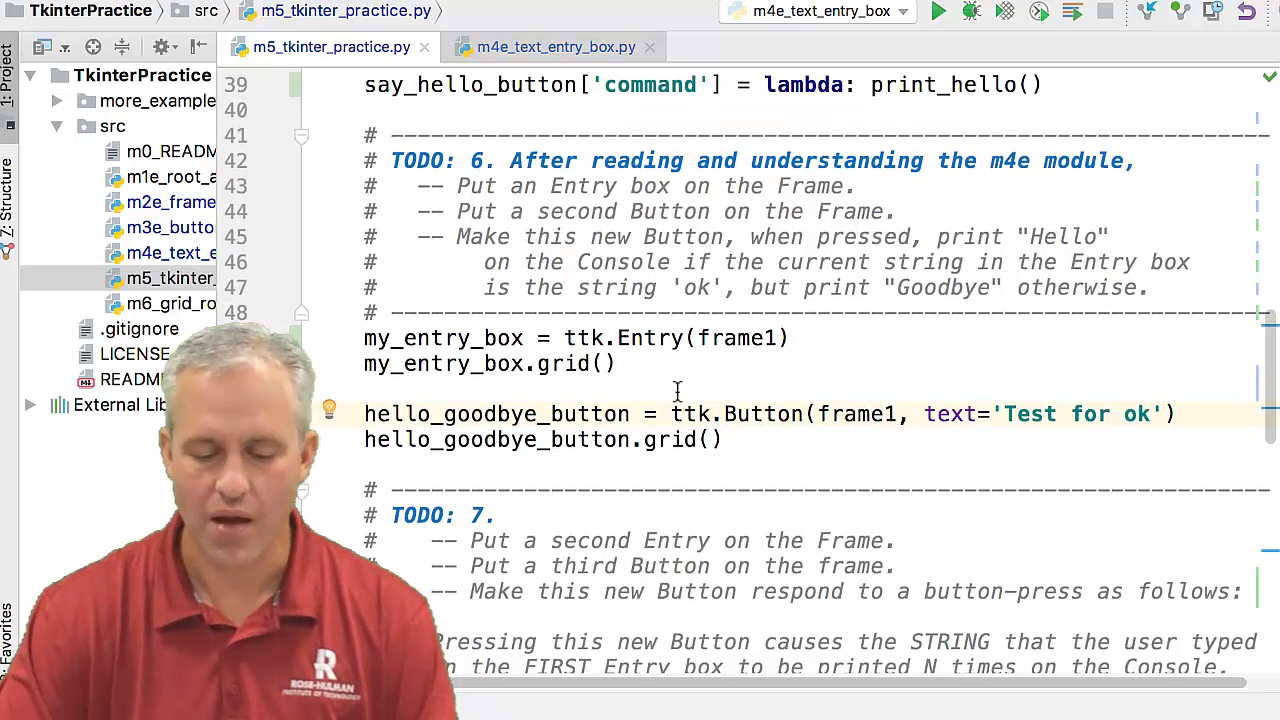 TkinterPractice
src
m5_tkinter_practice.py
m4e_text_entry_box
1: Project
7: Structure
Favorites
m5_tkinter_practice.py
m4e_text_entry_box.py
TkinterPractice
more_example
src
m0_READM
m1e_root_a
m2e_frame
m3e_butto
m4e_text_e
m5_tkinter_
m6_grid_ro
.gitignore
LICENSE
READM
External Lib
39 say_hello_button['command'] = lambda: print_hello()
40
41 # ------------------------------------------------------------------
42 # TODO: 6. After reading and understanding the m4e module,
43 #   -- Put an Entry box on the Frame.
44 #   -- Put a second Button on the Frame.
45 #   -- Make this new Button, when pressed, print "Hello"
46 #       on the Console if the current string in the Entry box
47 #       is the string 'ok', but print "Goodbye" otherwise.
48 # ------------------------------------------------------------------
my_entry_box = ttk.Entry(frame1)
my_entry_box.grid()
hello_goodbye_button = ttk.Button(frame1, text='Test for ok')
hello_goodbye_button.grid()
# ------------------------------------------------------------------
# TODO: 7.
-- Put a second Entry on the Frame.
-- Put a third Button on the frame.
-- Make this new Button respond to a button-press as follows:
Pressing this new Button causes the STRING that the user typed
n the FIRST Entry box to be printed N times on the Console.
R
ROSE-HULMAN
INSTITUTE OF TECHNOLOGY